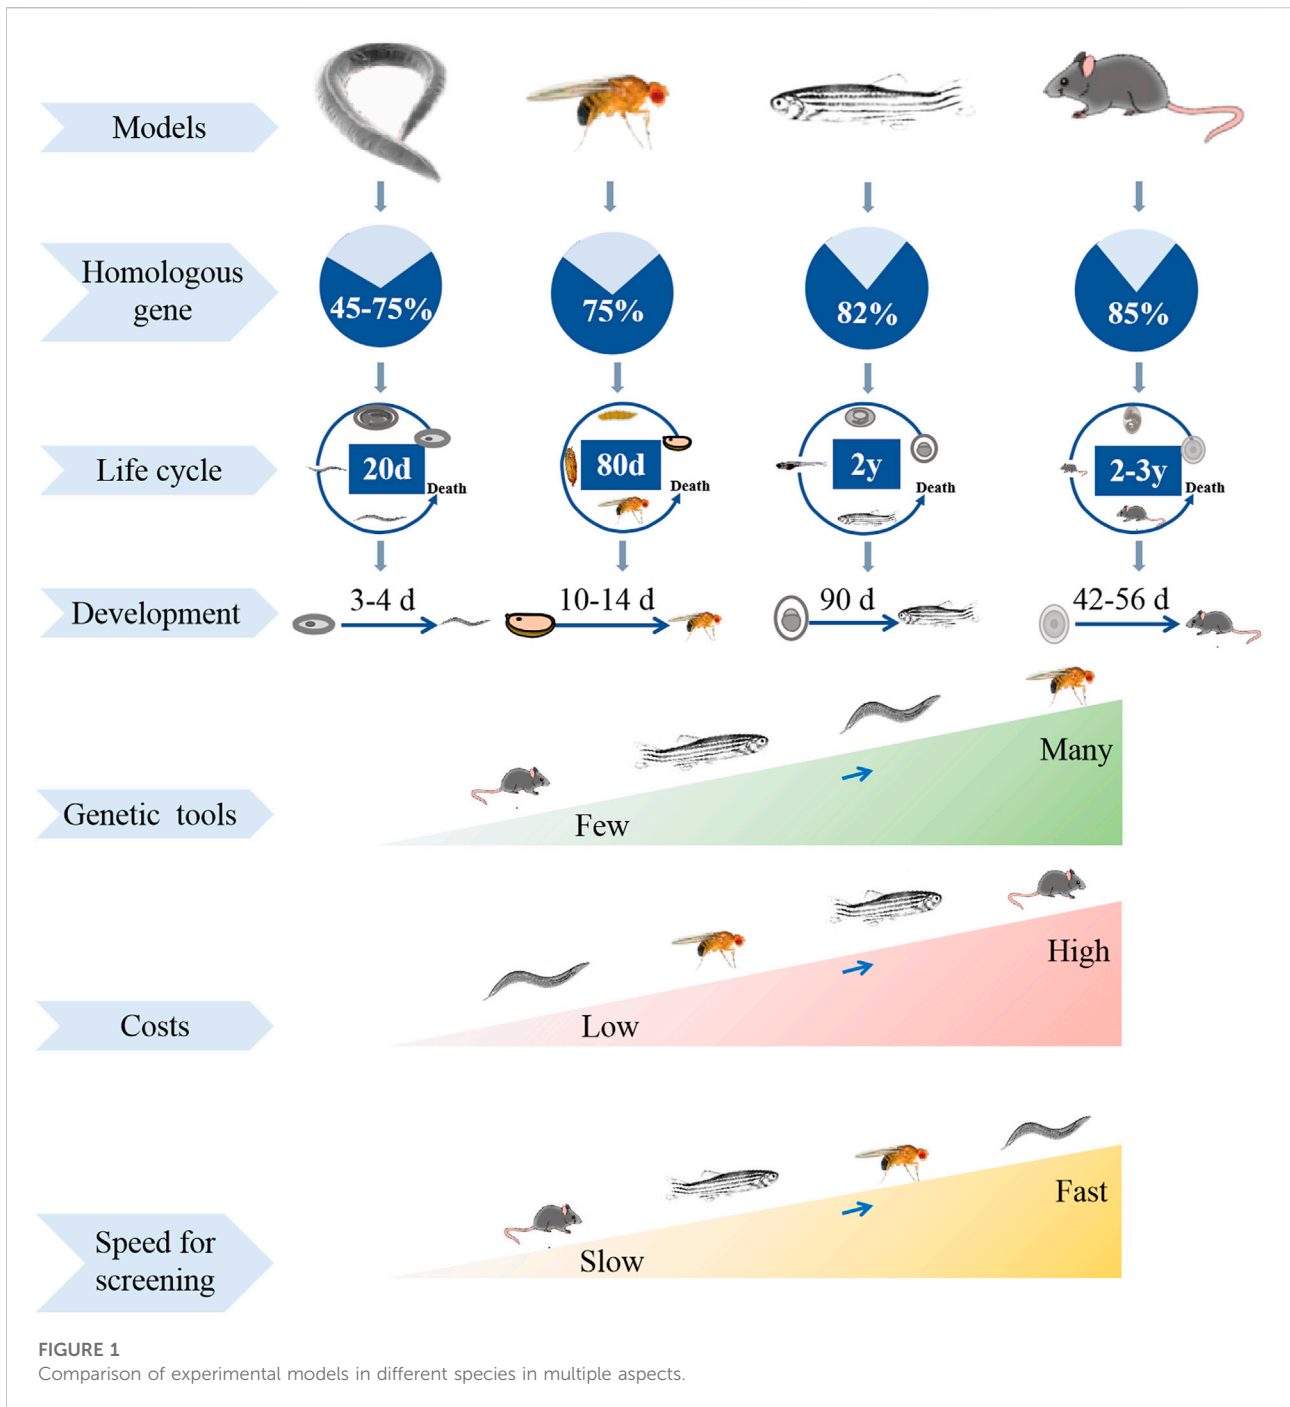 Models
Homologous
gene
45-75%
75%
82%
85%
Life cycle
20d
Death
80d
Death
2y
Death
2-3y
Death
Development
3-4 d
10-14 d
90 d
42-56 d
Genetic tools
Few
Many
Costs
Low
High
Speed for
screening
Slow
Fast
FIGURE 1
Comparison of experimental models in different species in multiple aspects.